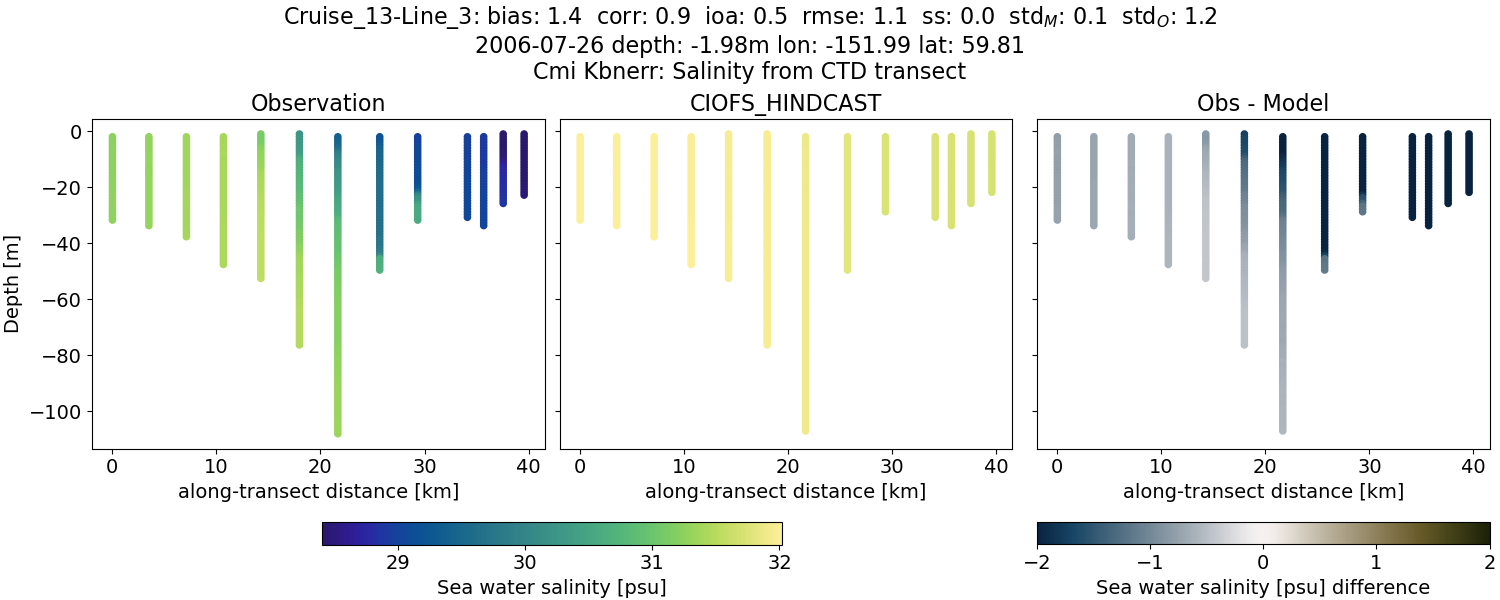 Cruise_13-Line_3: bias: 1.4 corr: 0.9 ioa: 0.5 rmse: 1.1 ss: 0.0 std_M: 0.1 std_O: 1.2
2006-07-26 depth: -1.98m lon: -151.99 lat: 59.81
Cmi Kbnerr: Salinity from CTD transect
Observation
CIOFS_HINDCAST
Obs - Model
Depth [m]
0
−20
−40
−60
−80
−100
0 10 20 30 40
0 10 20 30 40
0 10 20 30 40
along-transect distance [km]
along-transect distance [km]
along-transect distance [km]
29 30 31 32
Sea water salinity [psu]
−2 −1 0 1 2
Sea water salinity [psu] difference